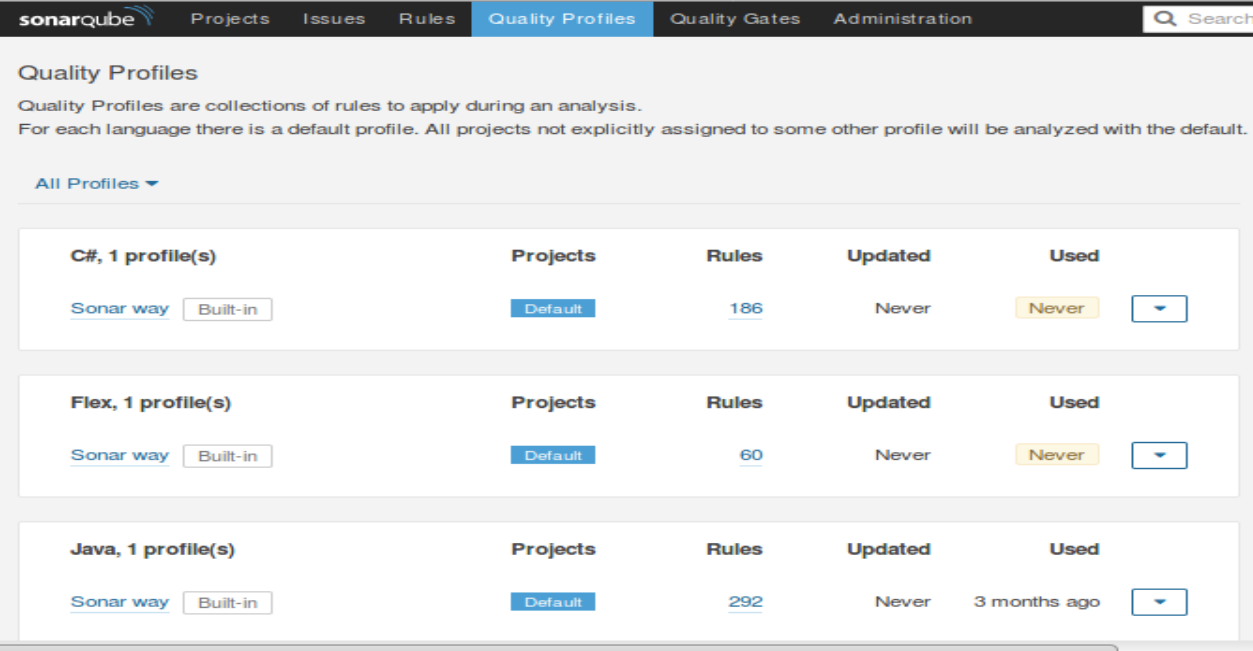 sonarqube Projects Issues Rules Quality Profiles Quality Gates Administration Search
Quality Profiles
Quality Profiles are collections of rules to apply during an analysis.
For each language there is a default profile. All projects not explicitly assigned to some other profile will be analyzed with the default.
All Profiles
C#, 1 profile(s) Projects Rules Updated Used
Sonar way Built-in Default 186 Never Never
Flex, 1 profile(s) Projects Rules Updated Used
Sonar way Built-in Default 60 Never Never
Java, 1 profile(s) Projects Rules Updated Used
Sonar way Built-in Default 292 Never 3 months ago